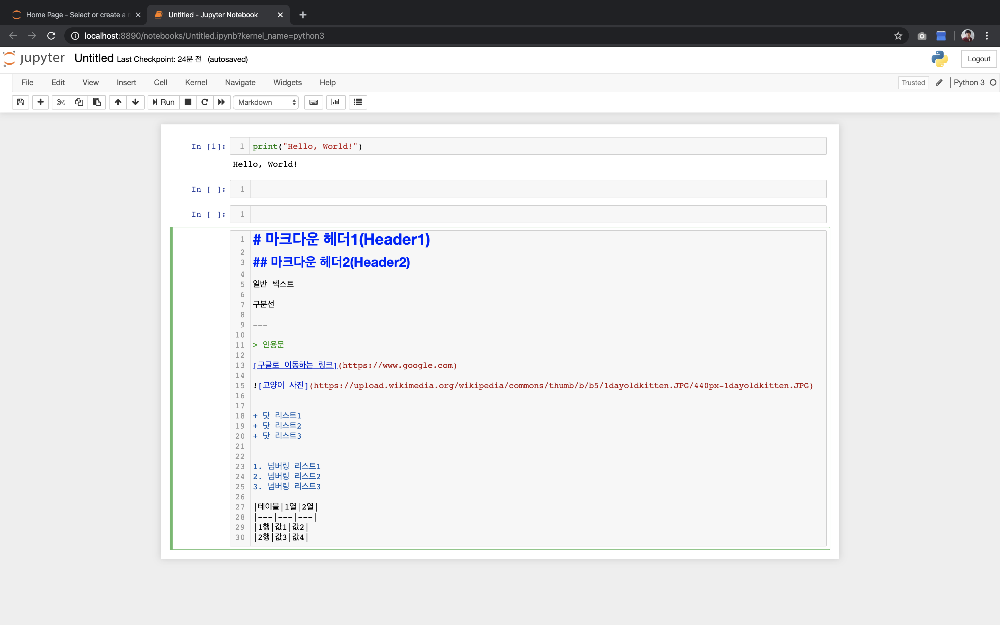 Home Page - Select or create a
Untitled - Jupyter Notebook
localhost:8890/notebooks/Untitled.ipynb?kernel_name=python3
jupyter Untitled Last Checkpoint: 24분 전 (autosaved)
Logout
File Edit View Insert Cell Kernel Navigate Widgets Help
Trusted Python 3
Run Markdown
In [1]: 1 print("Hello, World!")
Hello, World!
In [ ]: 1
In [ ]: 1
1 # 마크다운 헤더1(Header1)
2
3 ## 마크다운 헤더2(Header2)
4
5 일반 텍스트
6
7 구분선
8
9 ---
10
11 > 인용문
12
13 [구글로 이동하는 링크](https://www.google.com)
14
15 ![고양이 사진](https://upload.wikimedia.org/wikipedia/commons/thumb/b/b5/1dayoldkitten.JPG/440px-1dayoldkitten.JPG)
16
17
18 + 닷 리스트1
19 + 닷 리스트2
20 + 닷 리스트3
21
22
23 1. 넘버링 리스트1
24 2. 넘버링 리스트2
25 3. 넘버링 리스트3
26
27 |테이블|1열|2열|
28 |---|---|---|
29 |1행|값1|값2|
30 |2행|값3|값4|